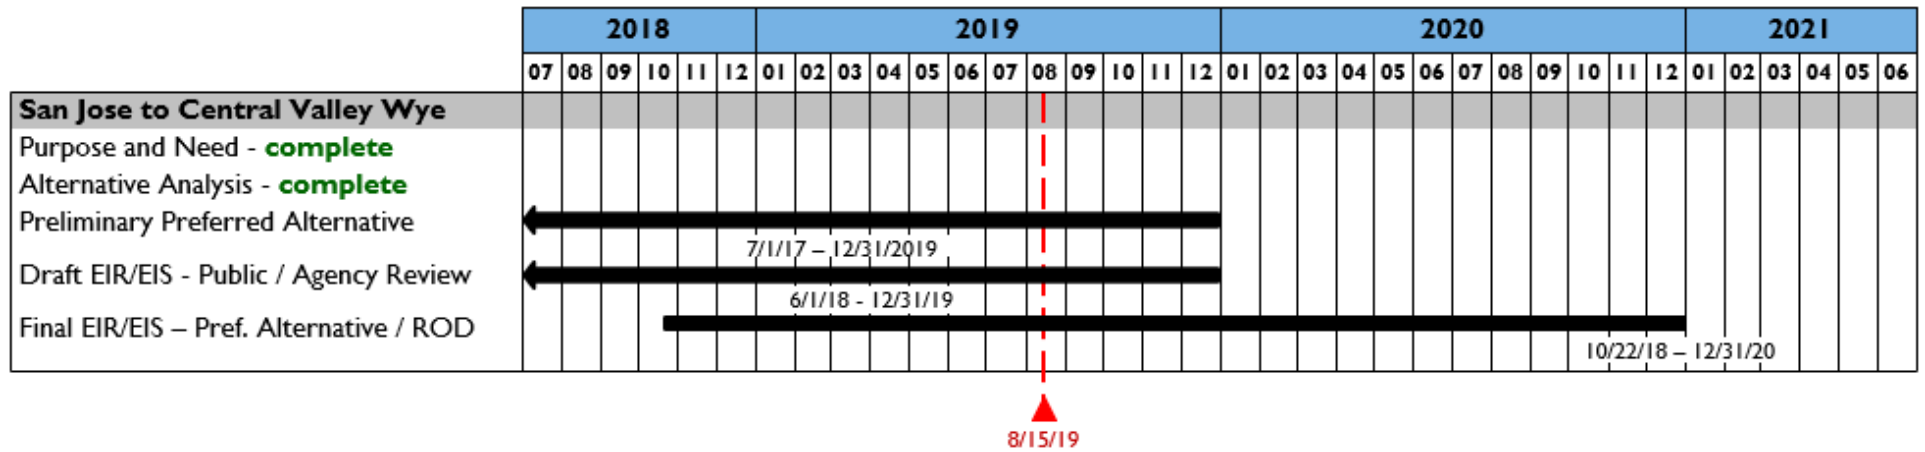 2018 2019 2020 2021
07 08 09 10 11 12 01 02 03 04 05 06 07 08 09 10 11 12 01 02 03 04 05 06 07 08 09 10 11 12 01 02 03 04 05 06
San Jose to Central Valley Wye
Purpose and Need - complete
Alternative Analysis - complete
Preliminary Preferred Alternative
7/1/17 – 12/31/2019
Draft EIR/EIS - Public / Agency Review
6/1/18 - 12/31/19
Final EIR/EIS – Pref. Alternative / ROD
10/22/18 – 12/31/20
8/15/19